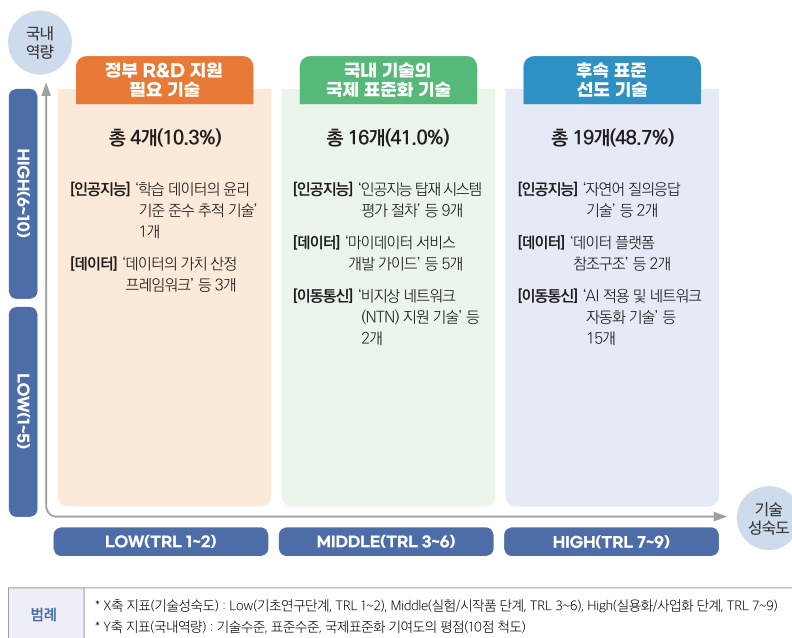 국내
역량
정부 R&D 지원
필요 기술
국내 기술의
국제 표준화 기술
후속 표준
선도 기술
HIGH(6~10)
LOW(1~5)
총 4개(10.3%)
[인공지능] ‘학습 데이터의 윤리
기준 준수 추적 기술’
1개
[데이터] ‘데이터의 가치 산정
프레임워크’ 등 3개
총 16개(41.0%)
[인공지능] ‘인공지능 탑재 시스템
평가 절차’ 등 9개
[데이터] ‘마이데이터 서비스
개발 가이드’ 등 5개
[이동통신] ‘비지상 네트워크
(NTN) 지원 기술’ 등
2개
총 19개(48.7%)
[인공지능] ‘자연어 질의응답
기술’ 등 2개
[데이터] ‘데이터 플랫폼
참조구조’ 등 2개
[이동통신] ‘AI 적용 및 네트워크
자동화 기술’ 등
15개
기술
성숙도
LOW(TRL 1~2)
MIDDLE(TRL 3~6)
HIGH(TRL 7~9)
범례
* X축 지표(기술성숙도) : Low(기초연구단계, TRL 1~2), Middle(실험/시작품 단계, TRL 3~6), High(실용화/사업화 단계, TRL 7~9)
* Y축 지표(국내역량) : 기술수준, 표준수준, 국제표준화 기여도의 평점(10점 척도)